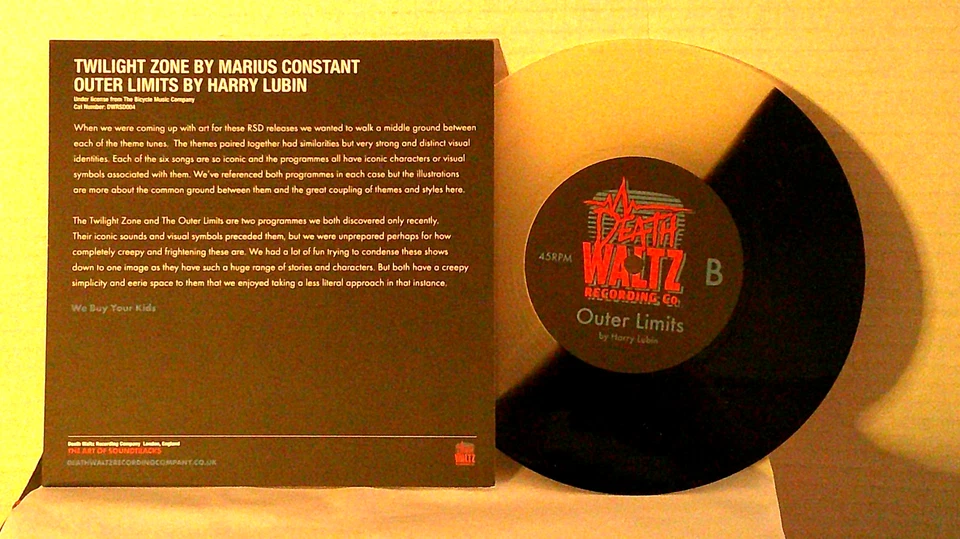 TWILIGHT ZONE BY MARIUS CONSTANT
OUTER LIMITS BY HARRY LUBIN
Under license from The Bicycle Music Company
Cat Number: DWRSD004
When we were coming up with art for these RSD releases we wanted to walk a middle ground between
each of the theme tunes. The themes paired together had similarities but very strong and distinct visual
identities. Each of the six songs are so iconic and the programmes all have iconic characters or visual
symbols associated with them. We've referenced both programmes in each case but the illustrations
are more about the common ground between them and the great coupling of themes and styles here.
The Twilight Zone and The Outer Limits are two programmes we both discovered only recently.
Their iconic sounds and visual symbols preceded them, but we were unprepared perhaps for how
completely creepy and frightening these are. We had a lot of fun trying to condense these shows
down to one image as they have such a huge range of stories and characters. But both have a creepy
simplicity and eerie space to them that we enjoyed taking a less literal approach in that instance.
We Buy Your Kids
Death Waltz Recording Company London, England
THE ART OF SOUNDTRACKS
DEATHWALTZRECORDINGCOMPANY.CO.UK
WALTZ
DEATH
WALTZ
RECORDING CO.
45RPM
B
Outer Limits
by Harry Lubin